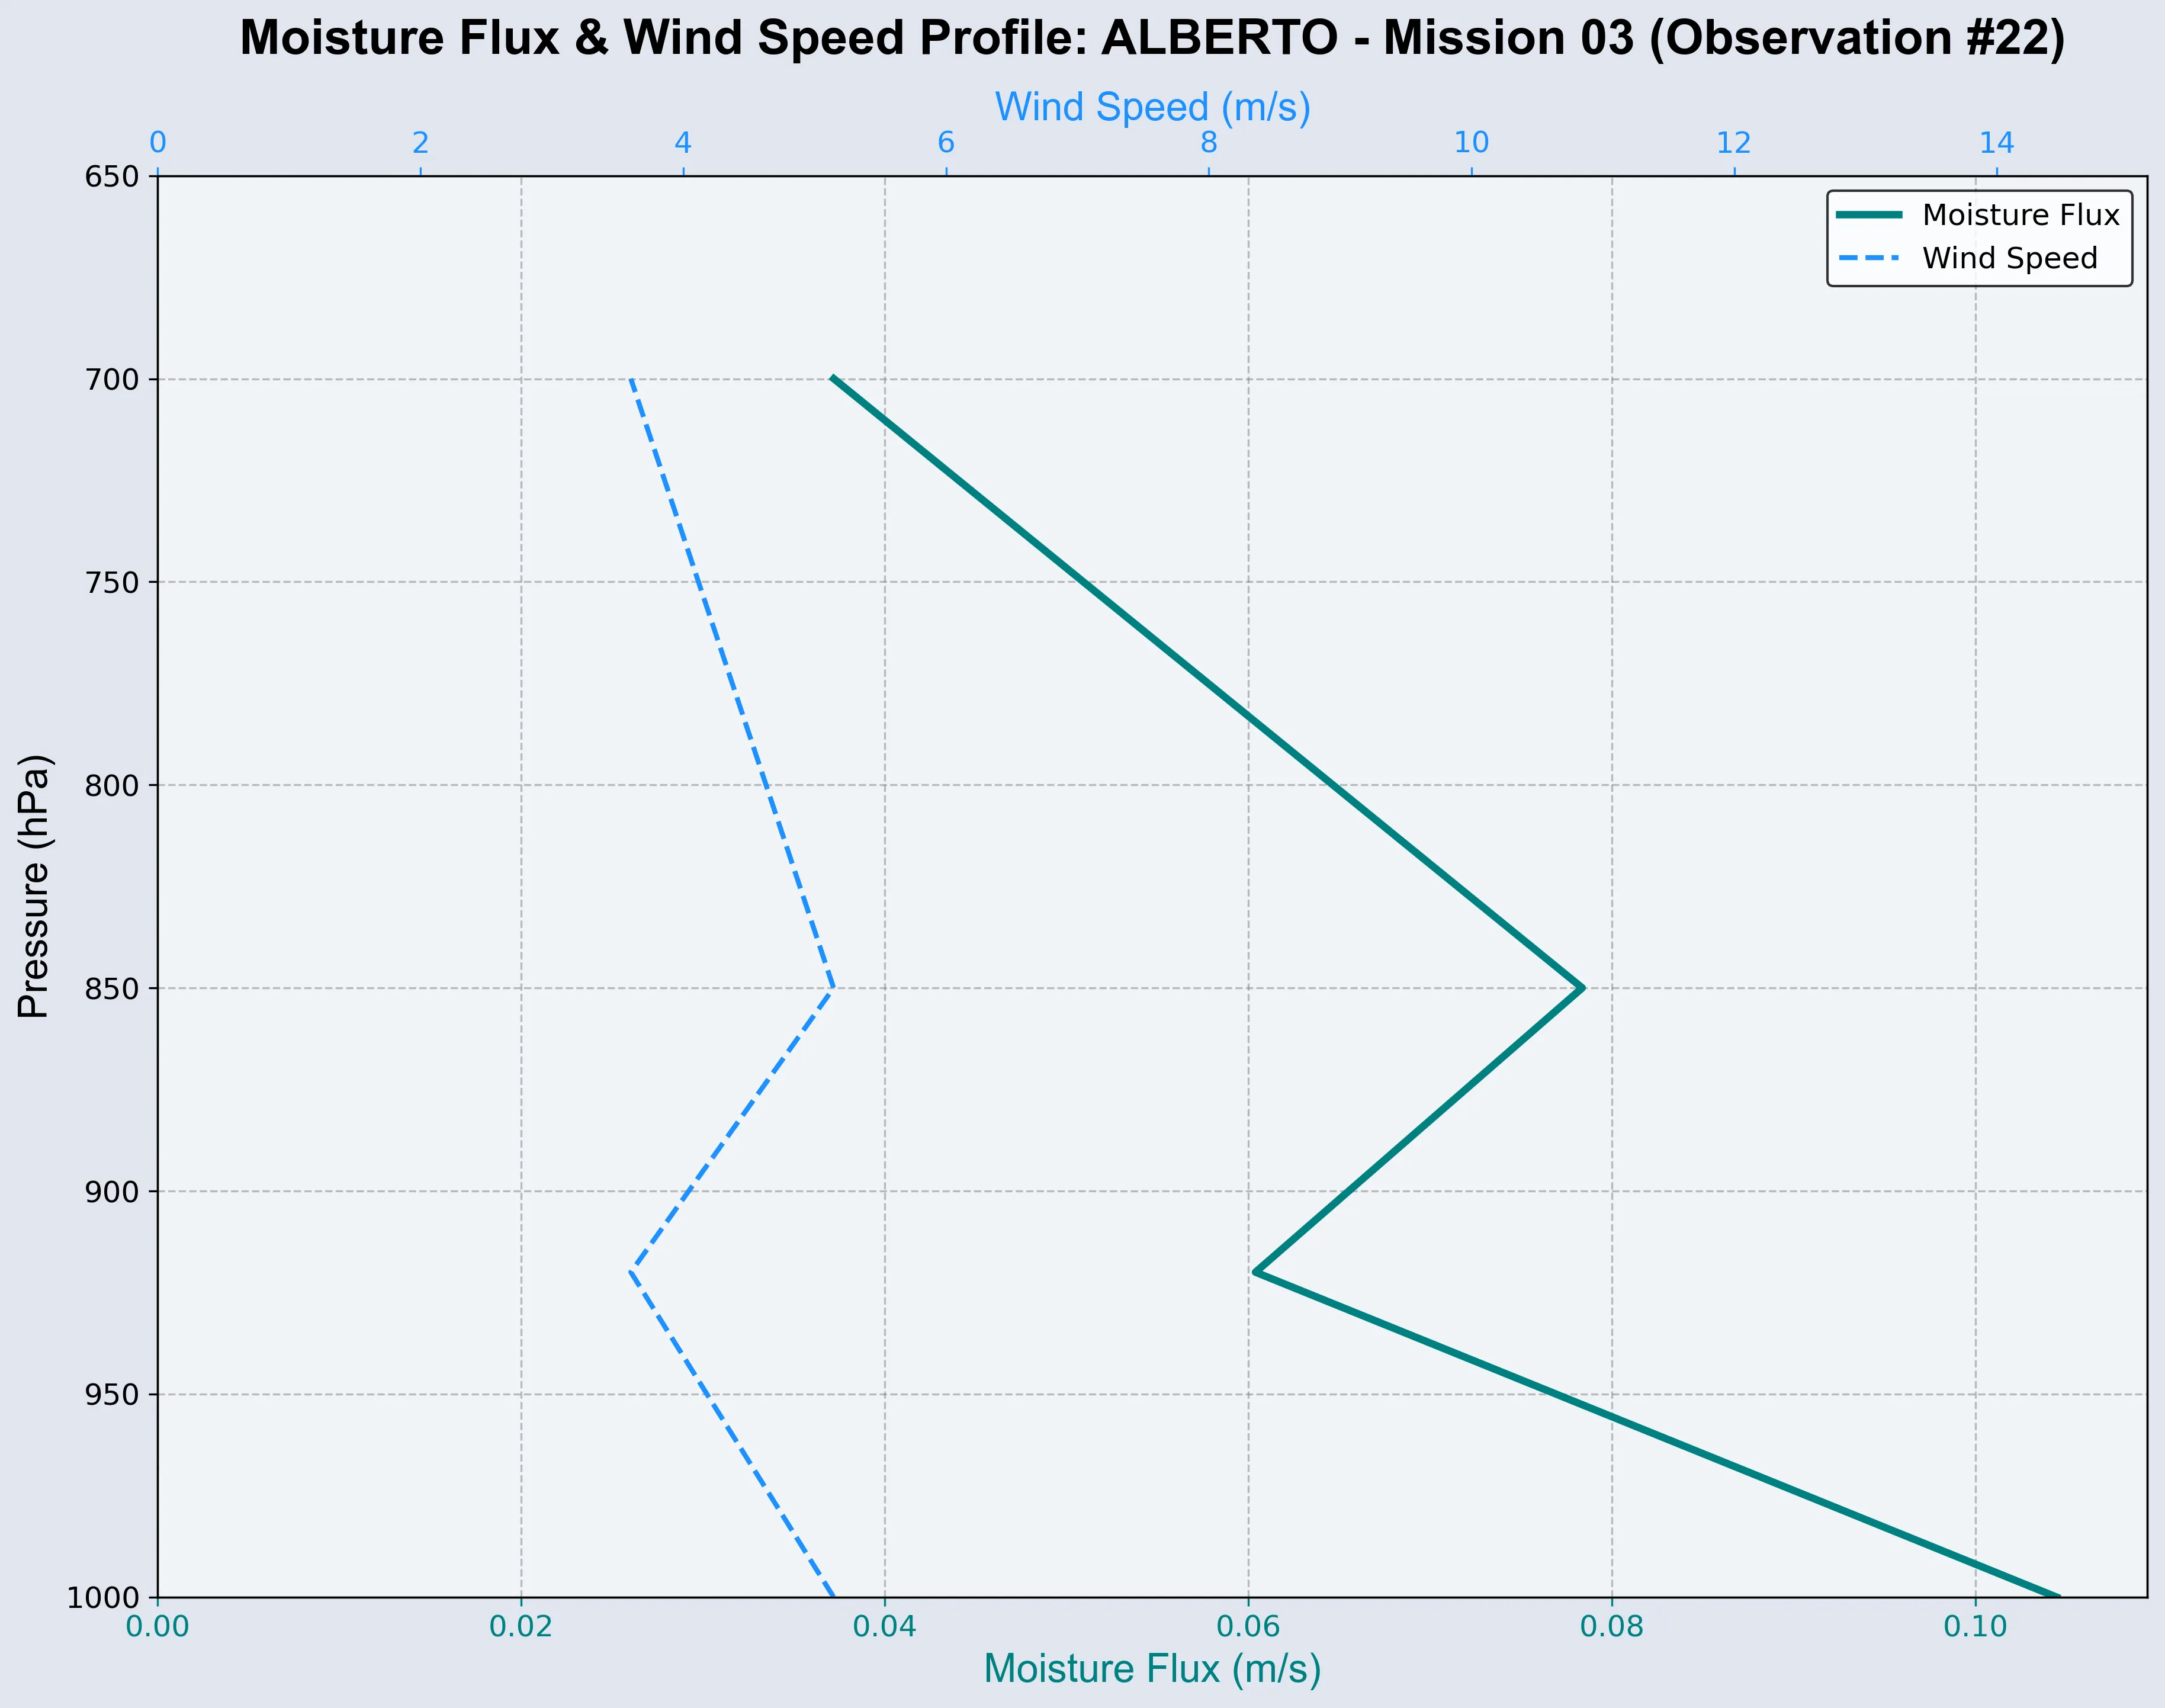 Moisture Flux & Wind Speed Profile: ALBERTO - Mission 03 (Observation #22)
Wind Speed (m/s)
0 2 4 6 8 10 12 14
Moisture Flux
Wind Speed
Pressure (hPa)
650
700
750
800
850
900
950
1000
0.00 0.02 0.04 0.06 0.08 0.10
Moisture Flux (m/s)